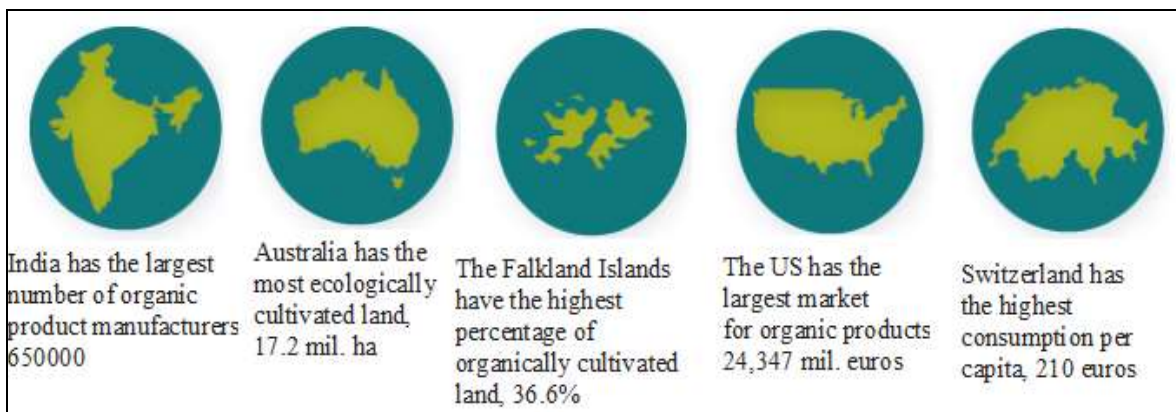 India has the largest
number of organic
product manufacturers
650000
Australia has the
most ecologically
cultivated land,
17.2 mil. ha
The Falkland Islands
have the highest
percentage of
organically cultivated
land, 36.6%
The US has the
largest market
for organic products
24,347 mil. euros
Switzerland has
the highest
consumption per
capita, 210 euros